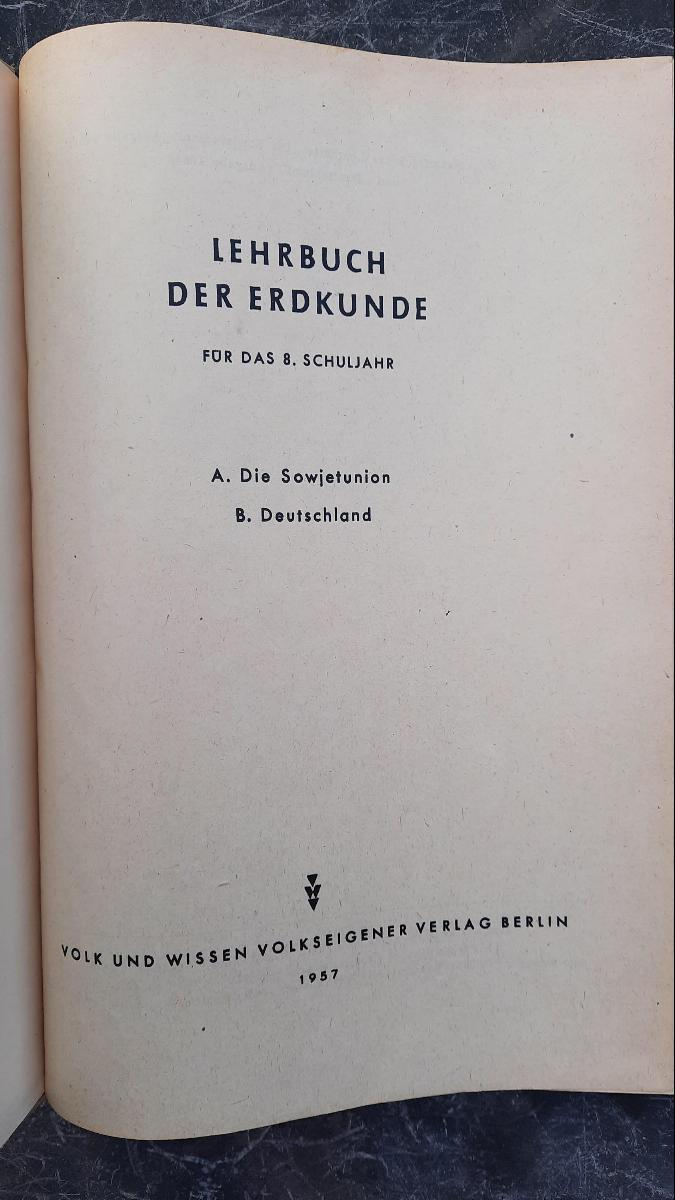 LEHRBUCH
DER ERDKUNDE
FÜR DAS 8. SCHULJAHR
A. Die Sowjetunion
B. Deutschland
VOLK UND WISSEN VOLKSEIGENER VERLAG BERLIN
1957